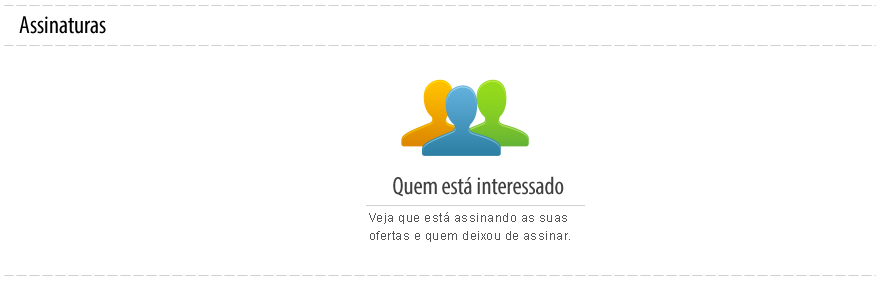 Assinaturas
Quem está interessado
Veja que está assinando as suas
ofertas e quem deixou de assinar.